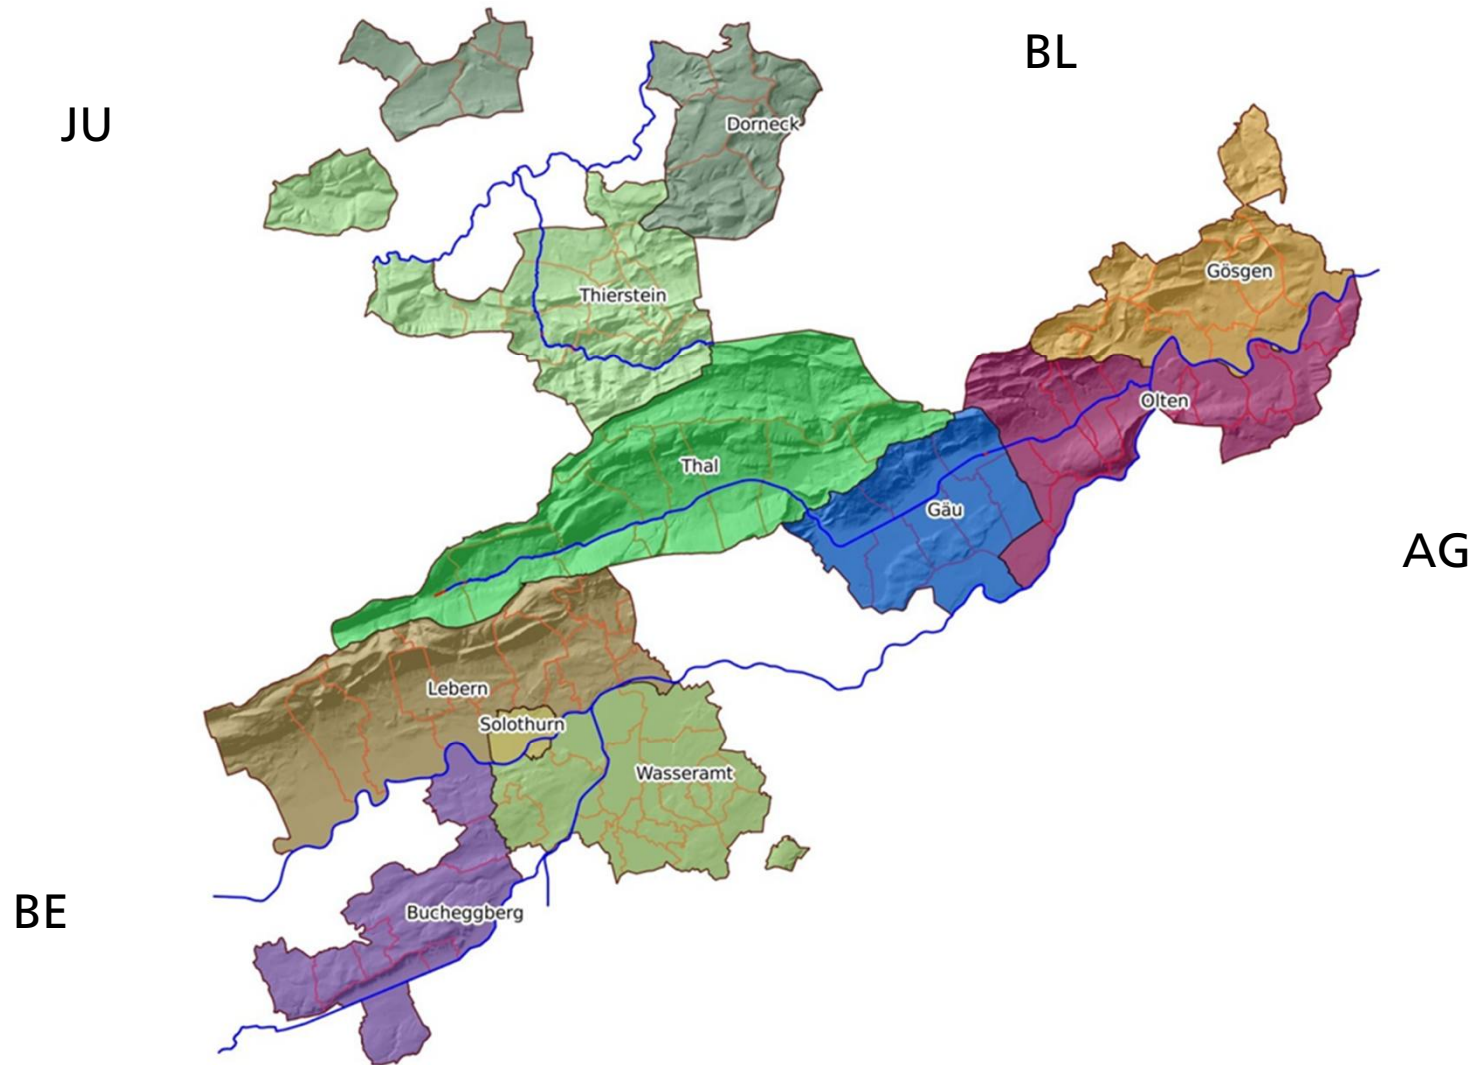 BL
JU
Dorneck
Gösgen
Thierstein
Olten
Thal
Gäu
AG
Lebern
Solothurn
Wasseramt
BE
Bucheggberg